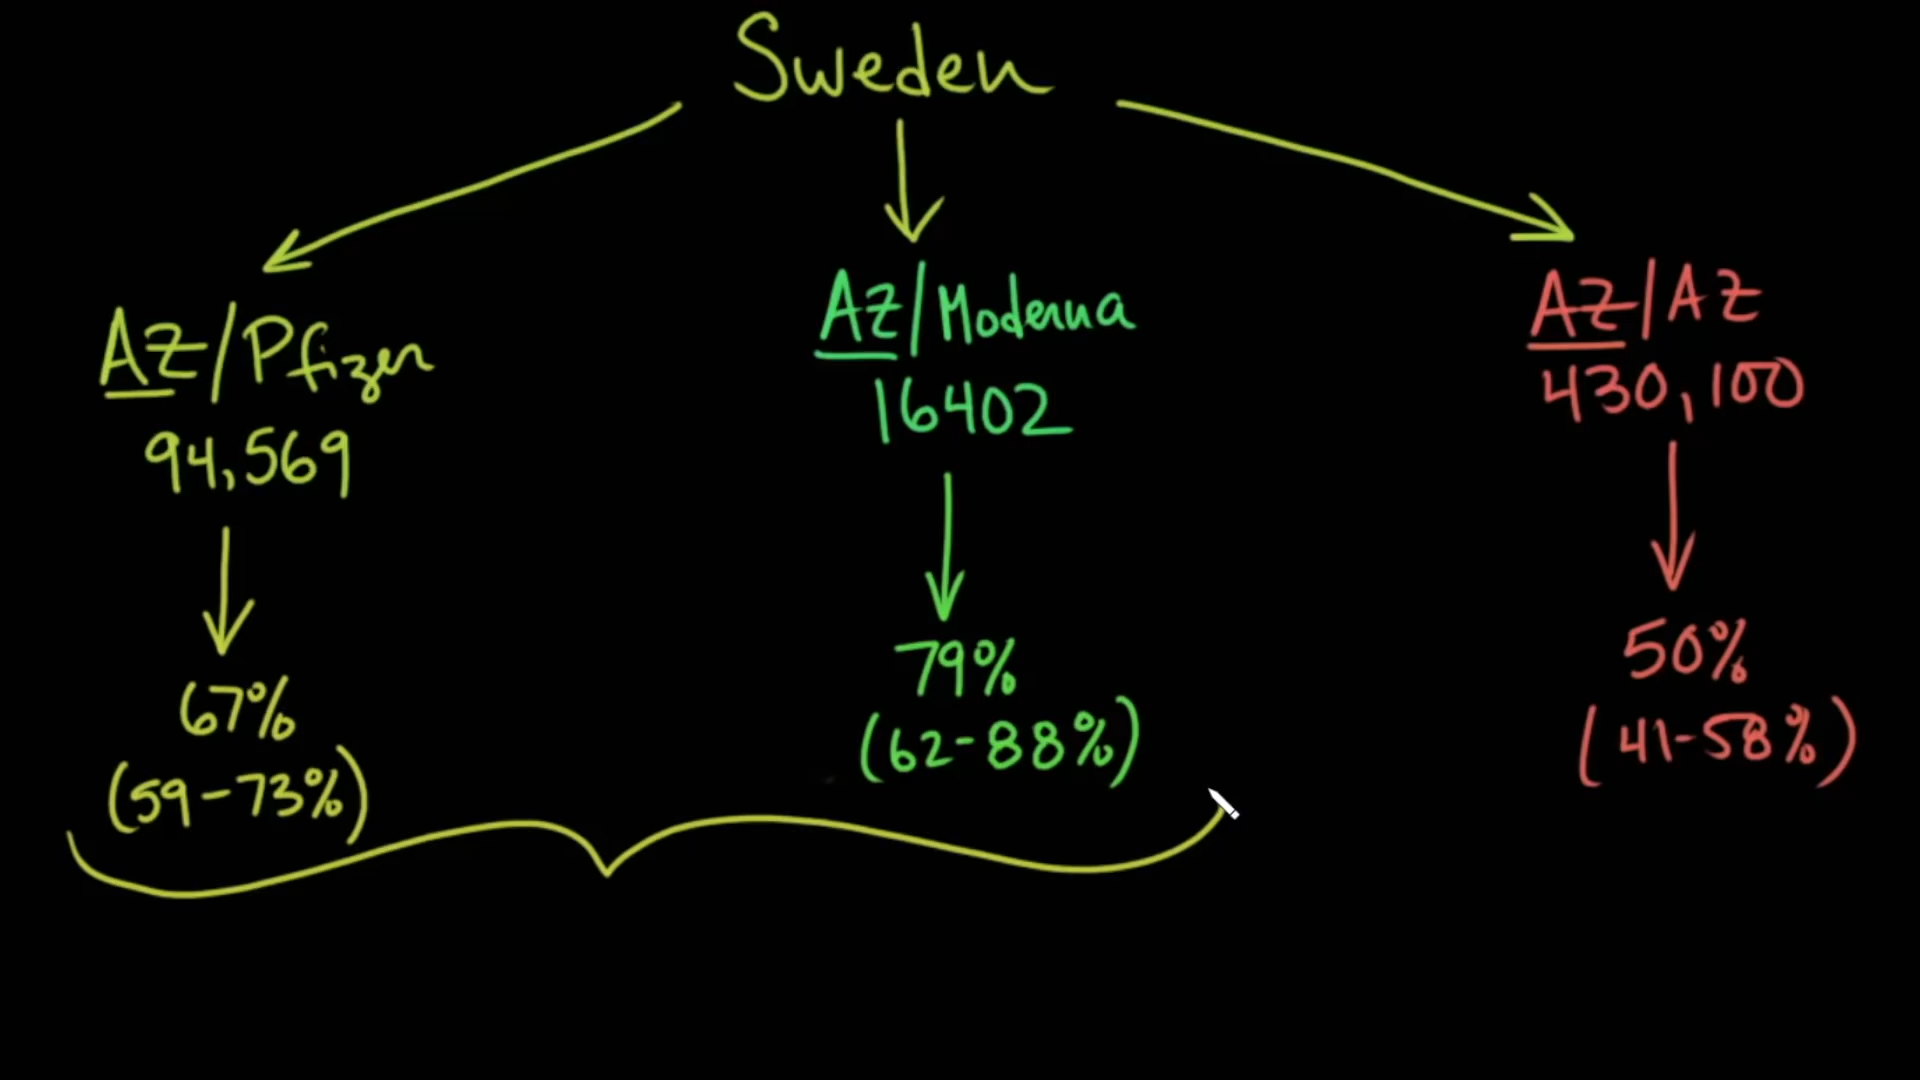 Sweden
AZ/Pfizer
94,569
67%
(59-73%)
AZ/Moderna
16402
79%
(62-88%)
AZ/AZ
430,100
50%
(41-58%)